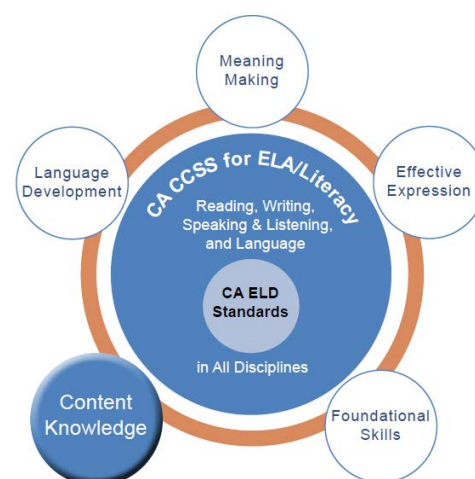 Meaning
Making
Language
Development
Effective
Expression
CA CCSS for ELA/Literacy
Reading, Writing,
Speaking & Listening,
and Language
CA ELD
Standards
in All Disciplines
Content
Knowledge
Foundational
Skills